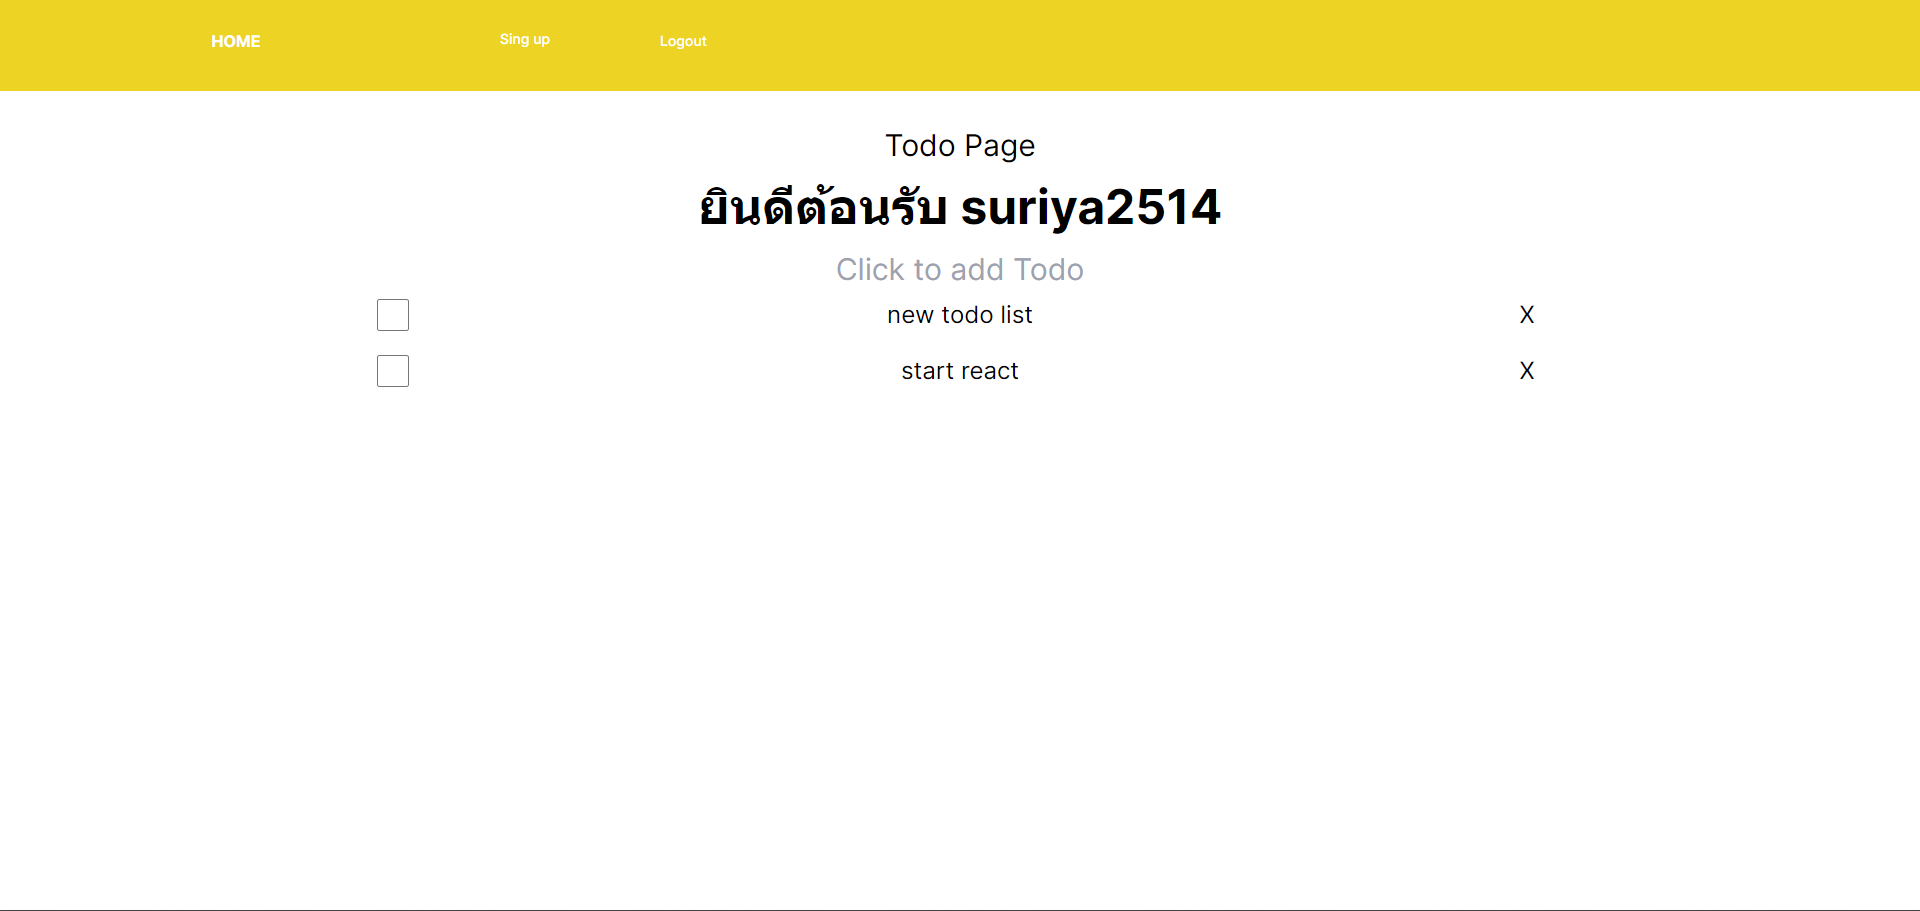 HOME Sing up Logout
Todo Page
ยินดีต้อนรับ suriya2514
Click to add Todo
new todo list X
start react X